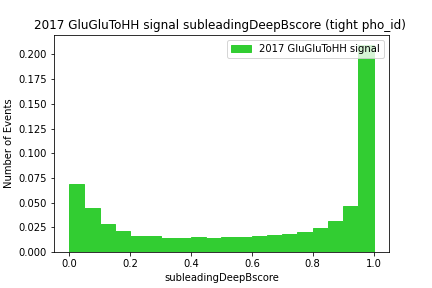 2017 GluGluToHH signal subleadingDeepBscore (tight pho_id)
2017 GluGluToHH signal
Number of Events
0.200
0.175
0.150
0.125
0.100
0.075
0.050
0.025
0.000
0.0 0.2 0.4 0.6 0.8 1.0
subleadingDeepBscore